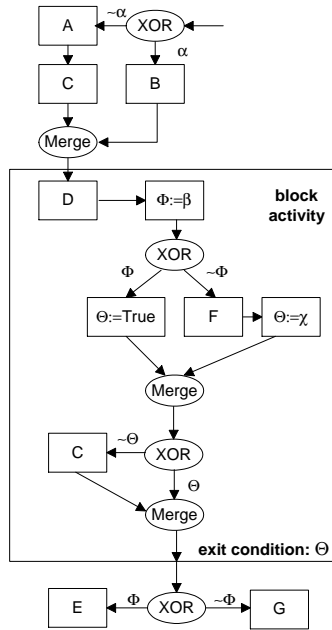 A
~α
XOR
α
C
B
Merge
D
Φ:=β
block
activity
XOR
Φ
~Φ
Θ:=True
F
Θ:=χ
Merge
C
~Θ
XOR
Θ
Merge
exit condition: Θ
E
Φ
XOR
~Φ
G